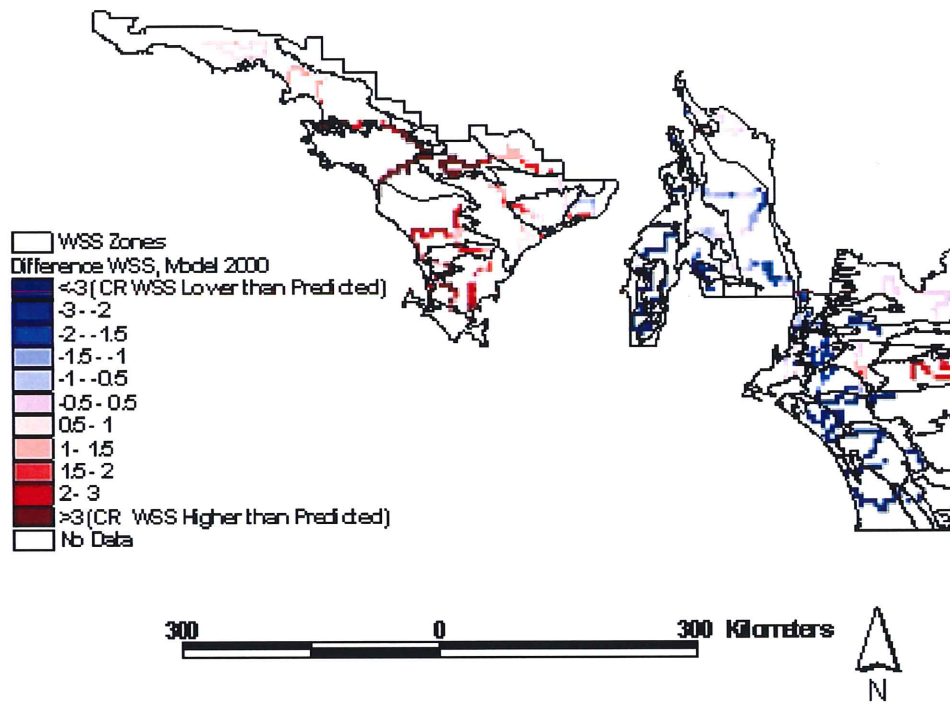 WSS Zones
Difference WSS, Model 2000
<-3 (CR WSS Lower than Predicted)
-3 - -2
-2 - -1.5
-1.5 - -1
-1 - -0.5
-0.5 - 0.5
0.5 - 1
1 - 1.5
1.5 - 2
2 - 3
>3 (CR WSS Higher than Predicted)
No Data
300 0 300 Kilometers
N